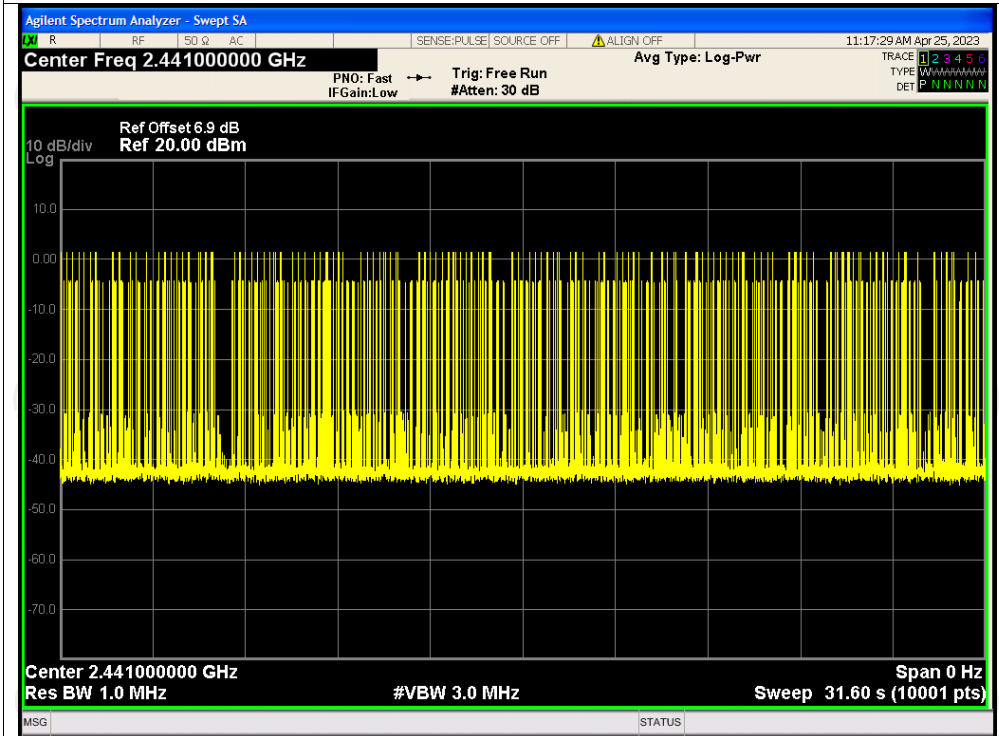 Agilent Spectrum Analyzer - Swept SA
LXI R RF 50 Ω AC SENSE:PULSE SOURCE OFF ALIGN OFF 11:17:29 AM Apr 25, 2023
Center Freq 2.441000000 GHz Avg Type: Log-Pwr TRACE 1 2 3 4 5 6
PNO: Fast Trig: Free Run TYPE W
IFGain:Low #Atten: 30 dB DET P N N N N N
Ref Offset 6.9 dB
10 dB/div Ref 20.00 dBm
Log
10.0
0.00
-10.0
-20.0
-30.0
-40.0
-50.0
-60.0
-70.0
Center 2.441000000 GHz Span 0 Hz
Res BW 1.0 MHz #VBW 3.0 MHz Sweep 31.60 s (10001 pts)
MSG STATUS